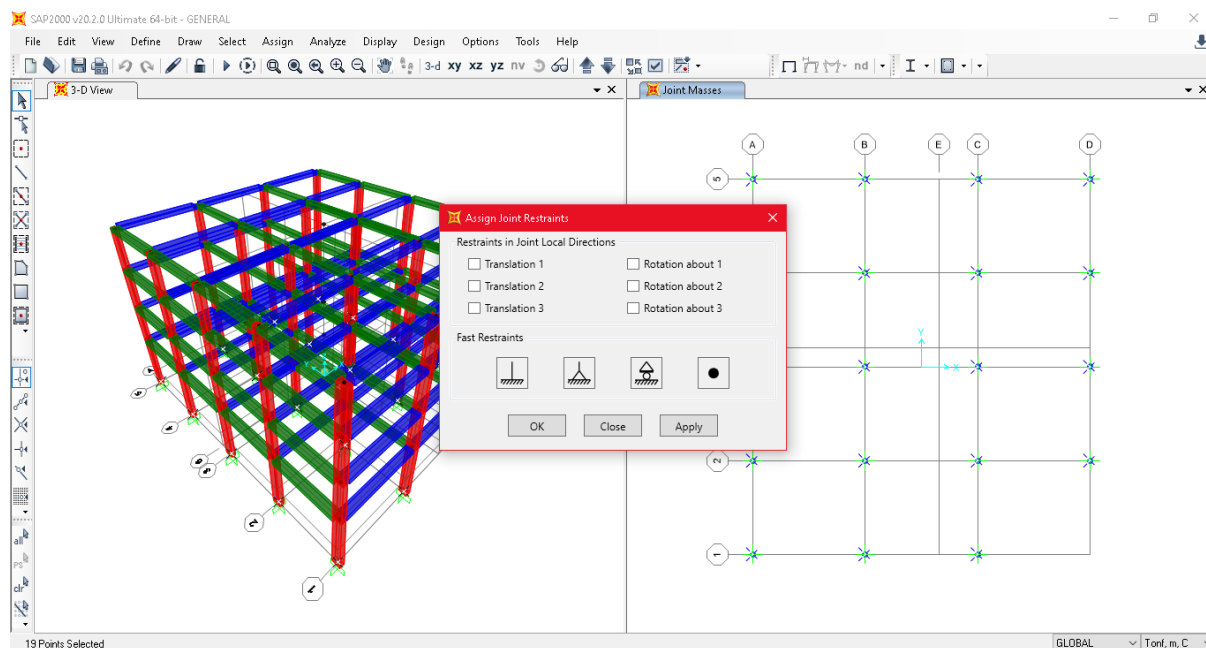 SAP2000 v20.2.0 Ultimate 64-bit - GENERAL
File Edit View Define Draw Select Assign Analyze Display Design Options Tools Help
3-d xy xz yz nv nd
3-D View
Joint Masses
A B E C D
5
Assign Joint Restraints
Restraints in Joint Local Directions
Translation 1 Rotation about 1
Translation 2 Rotation about 2
Translation 3 Rotation about 3
Fast Restraints
OK Close Apply
Y
X
2
1
all
ps
clr
19 Points Selected
GLOBAL Tonf, m, C